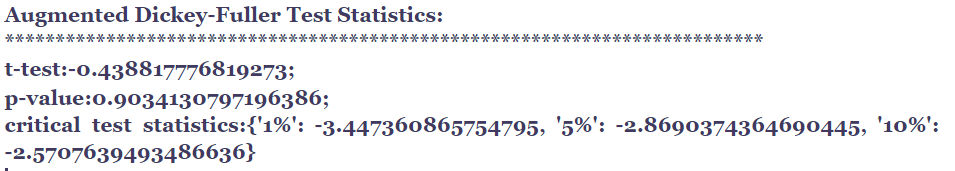 Augmented Dickey-Fuller Test Statistics:
***************************************************************************
t-test:-0.438817776819273;
p-value:0.9034130797196386;
critical test statistics:{'1%': -3.447360865754795, '5%': -2.8690374364690445, '10%':
-2.5707639493486636}